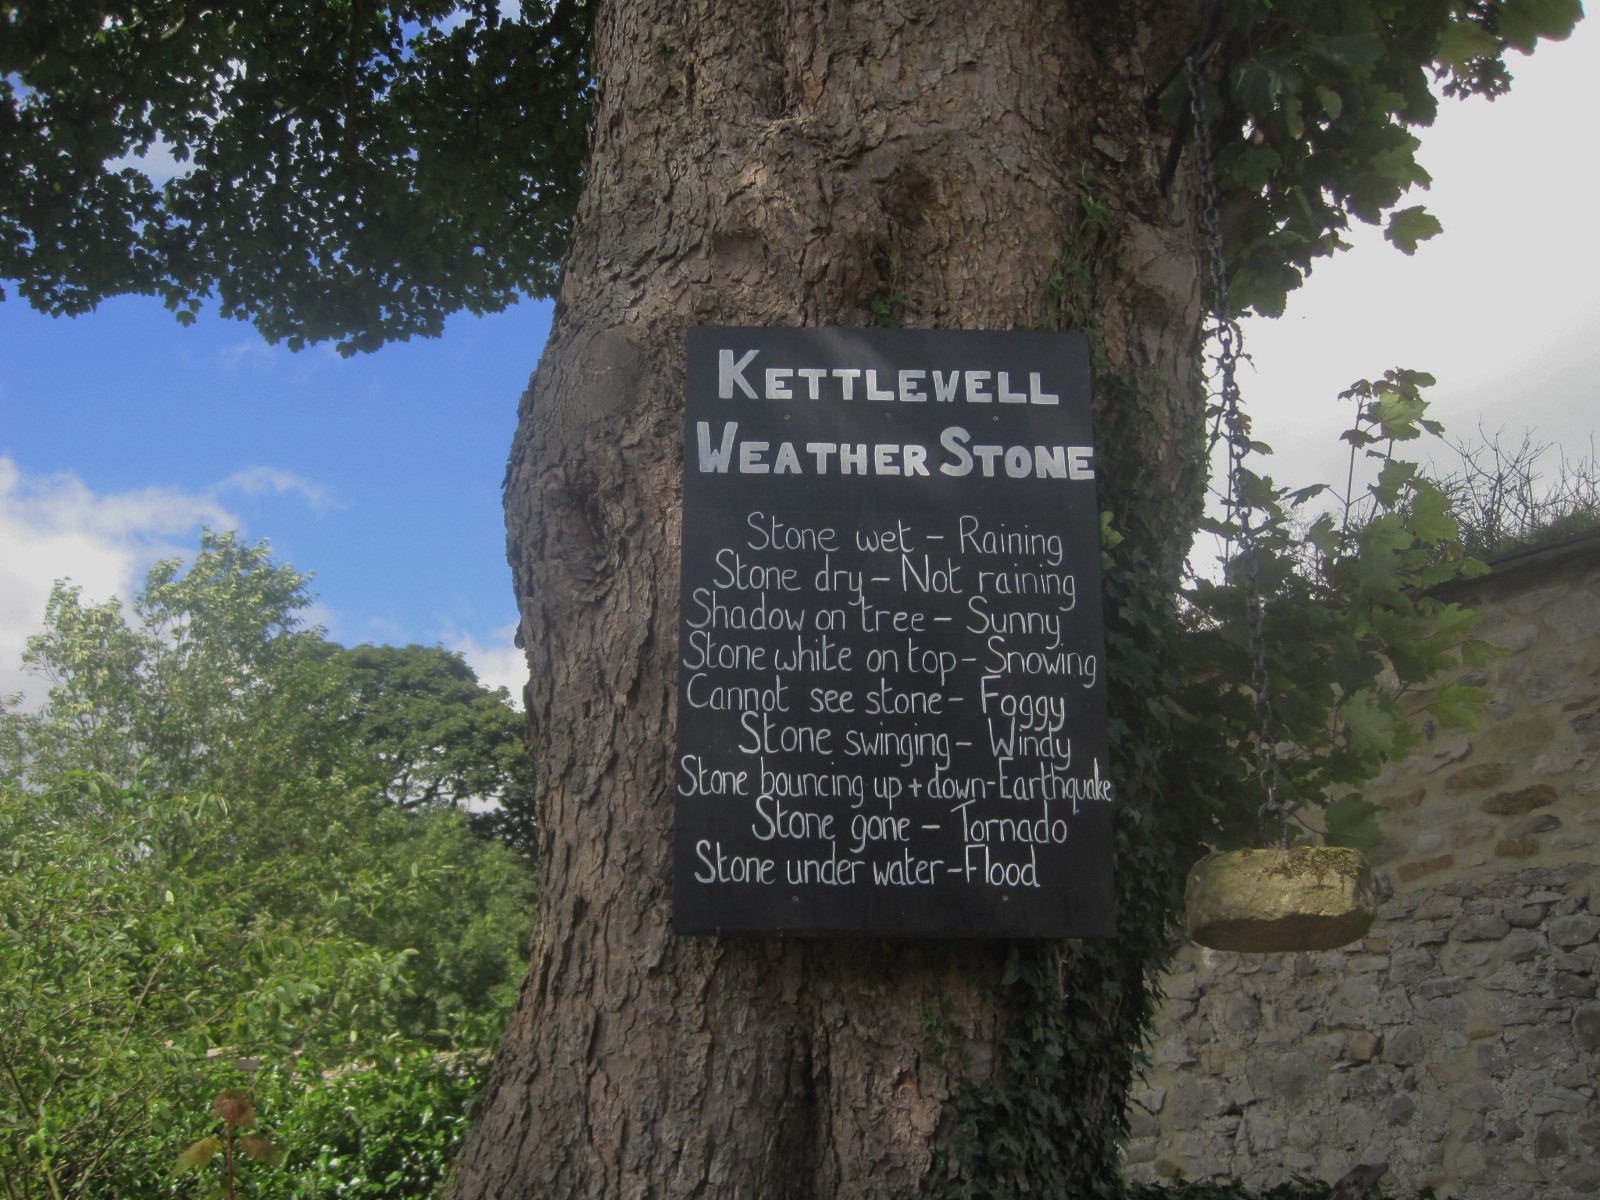 KETTLEWELL
WEATHER STONE
Stone wet - Raining
Stone dry - Not raining
Shadow on tree - Sunny
Stone white on top - Snowing
Cannot see stone - Foggy
Stone swinging - Windy
Stone bouncing up + down - Earthquake
Stone gone - Tornado
Stone under water - Flood